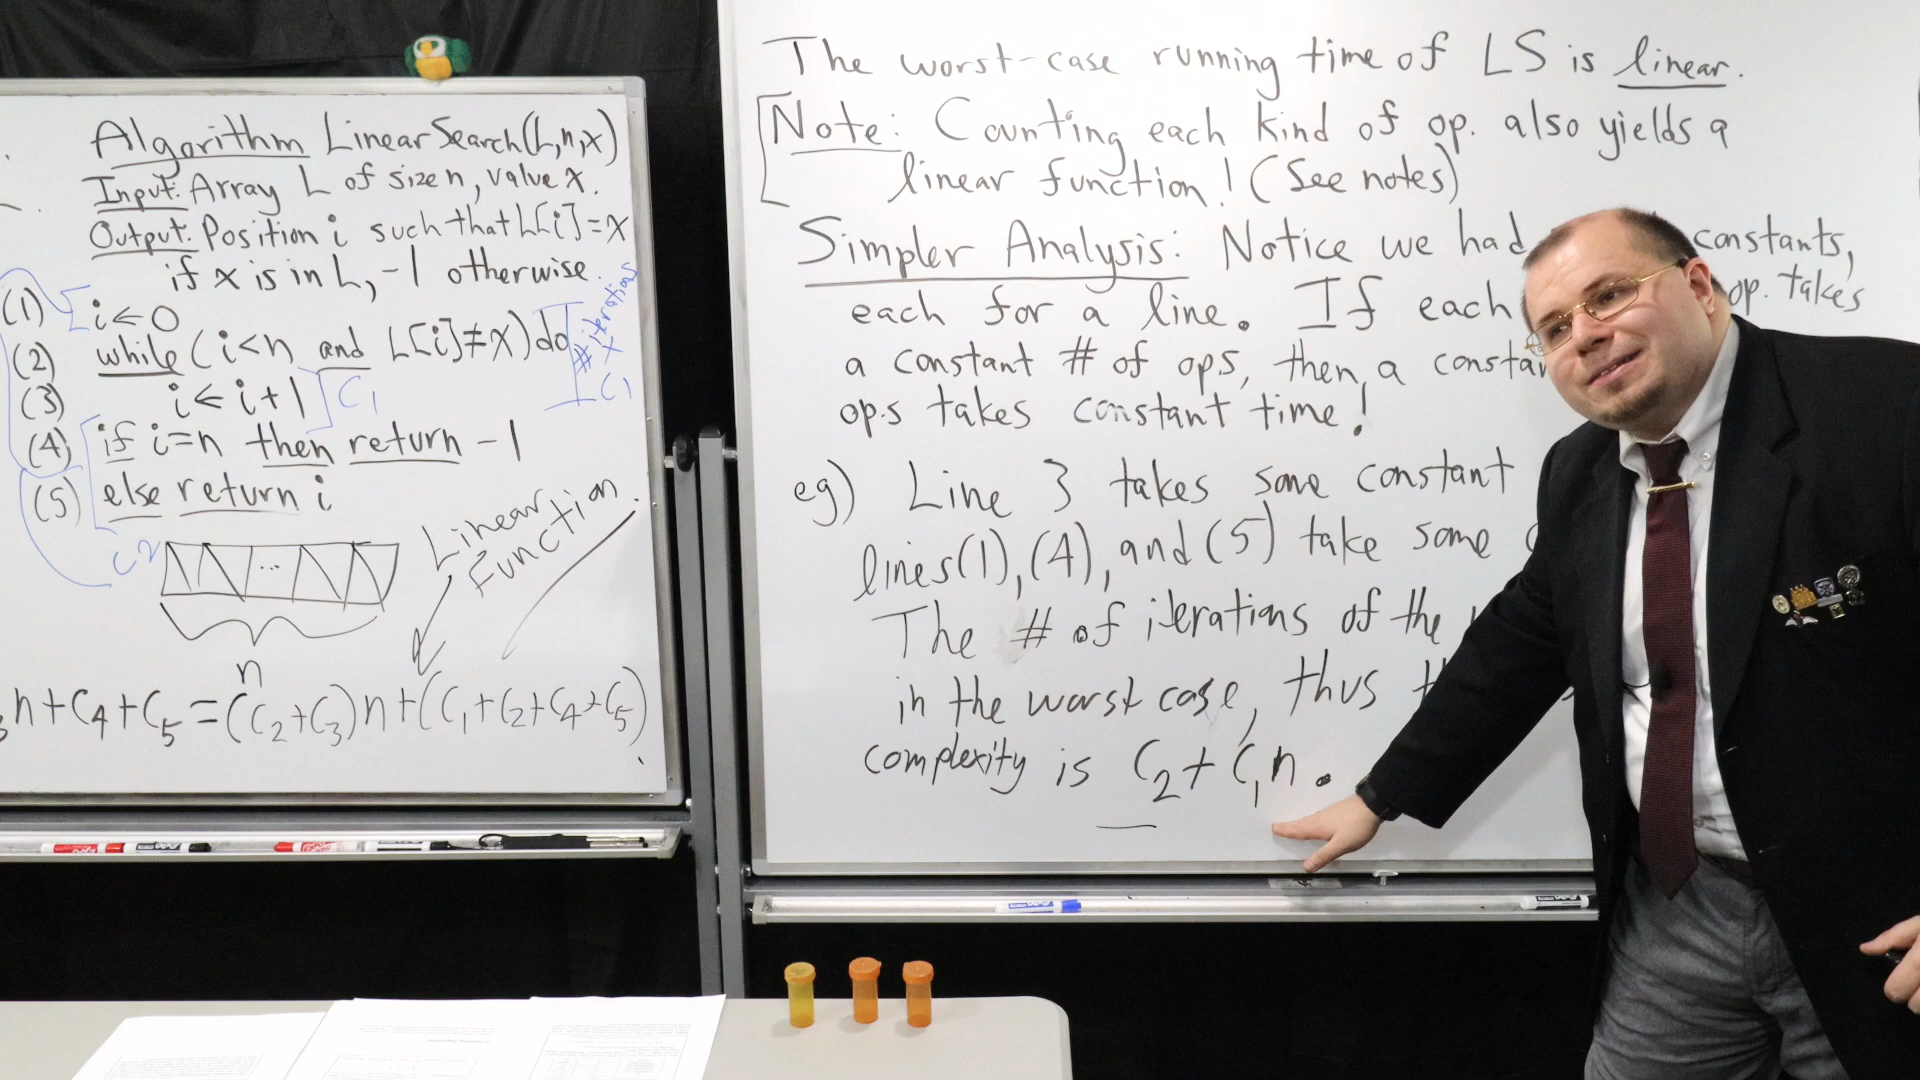 Algorithm LinearSearch(L,n,x)
Input: Array L of size n, value x.
Output: Position i such that L[i]=x
if x is in L, -1 otherwise.
(1) i←0
(2) while (i<n and L[i]≠x) do
(3) i←i+1
(4) if i=n then return -1
(5) else return i
C1
# iterations
×
C1
C2
...
n
Linear
Function.
n+C4+C5=(C2+C3)n+(C1+C2+C4+C5)
The worst-case running time of LS is linear.
Note: Counting each kind of op. also yields a
linear function! (See notes)
Simpler Analysis: Notice we had constants,
each for a line. If each op. takes
a constant # of ops, then a
ops takes constant time!
eg) Line 3 takes some constant
lines (1), (4), and (5) take some
The # of iterations of the
in the worst case, thus
complexity is C2+C1n.